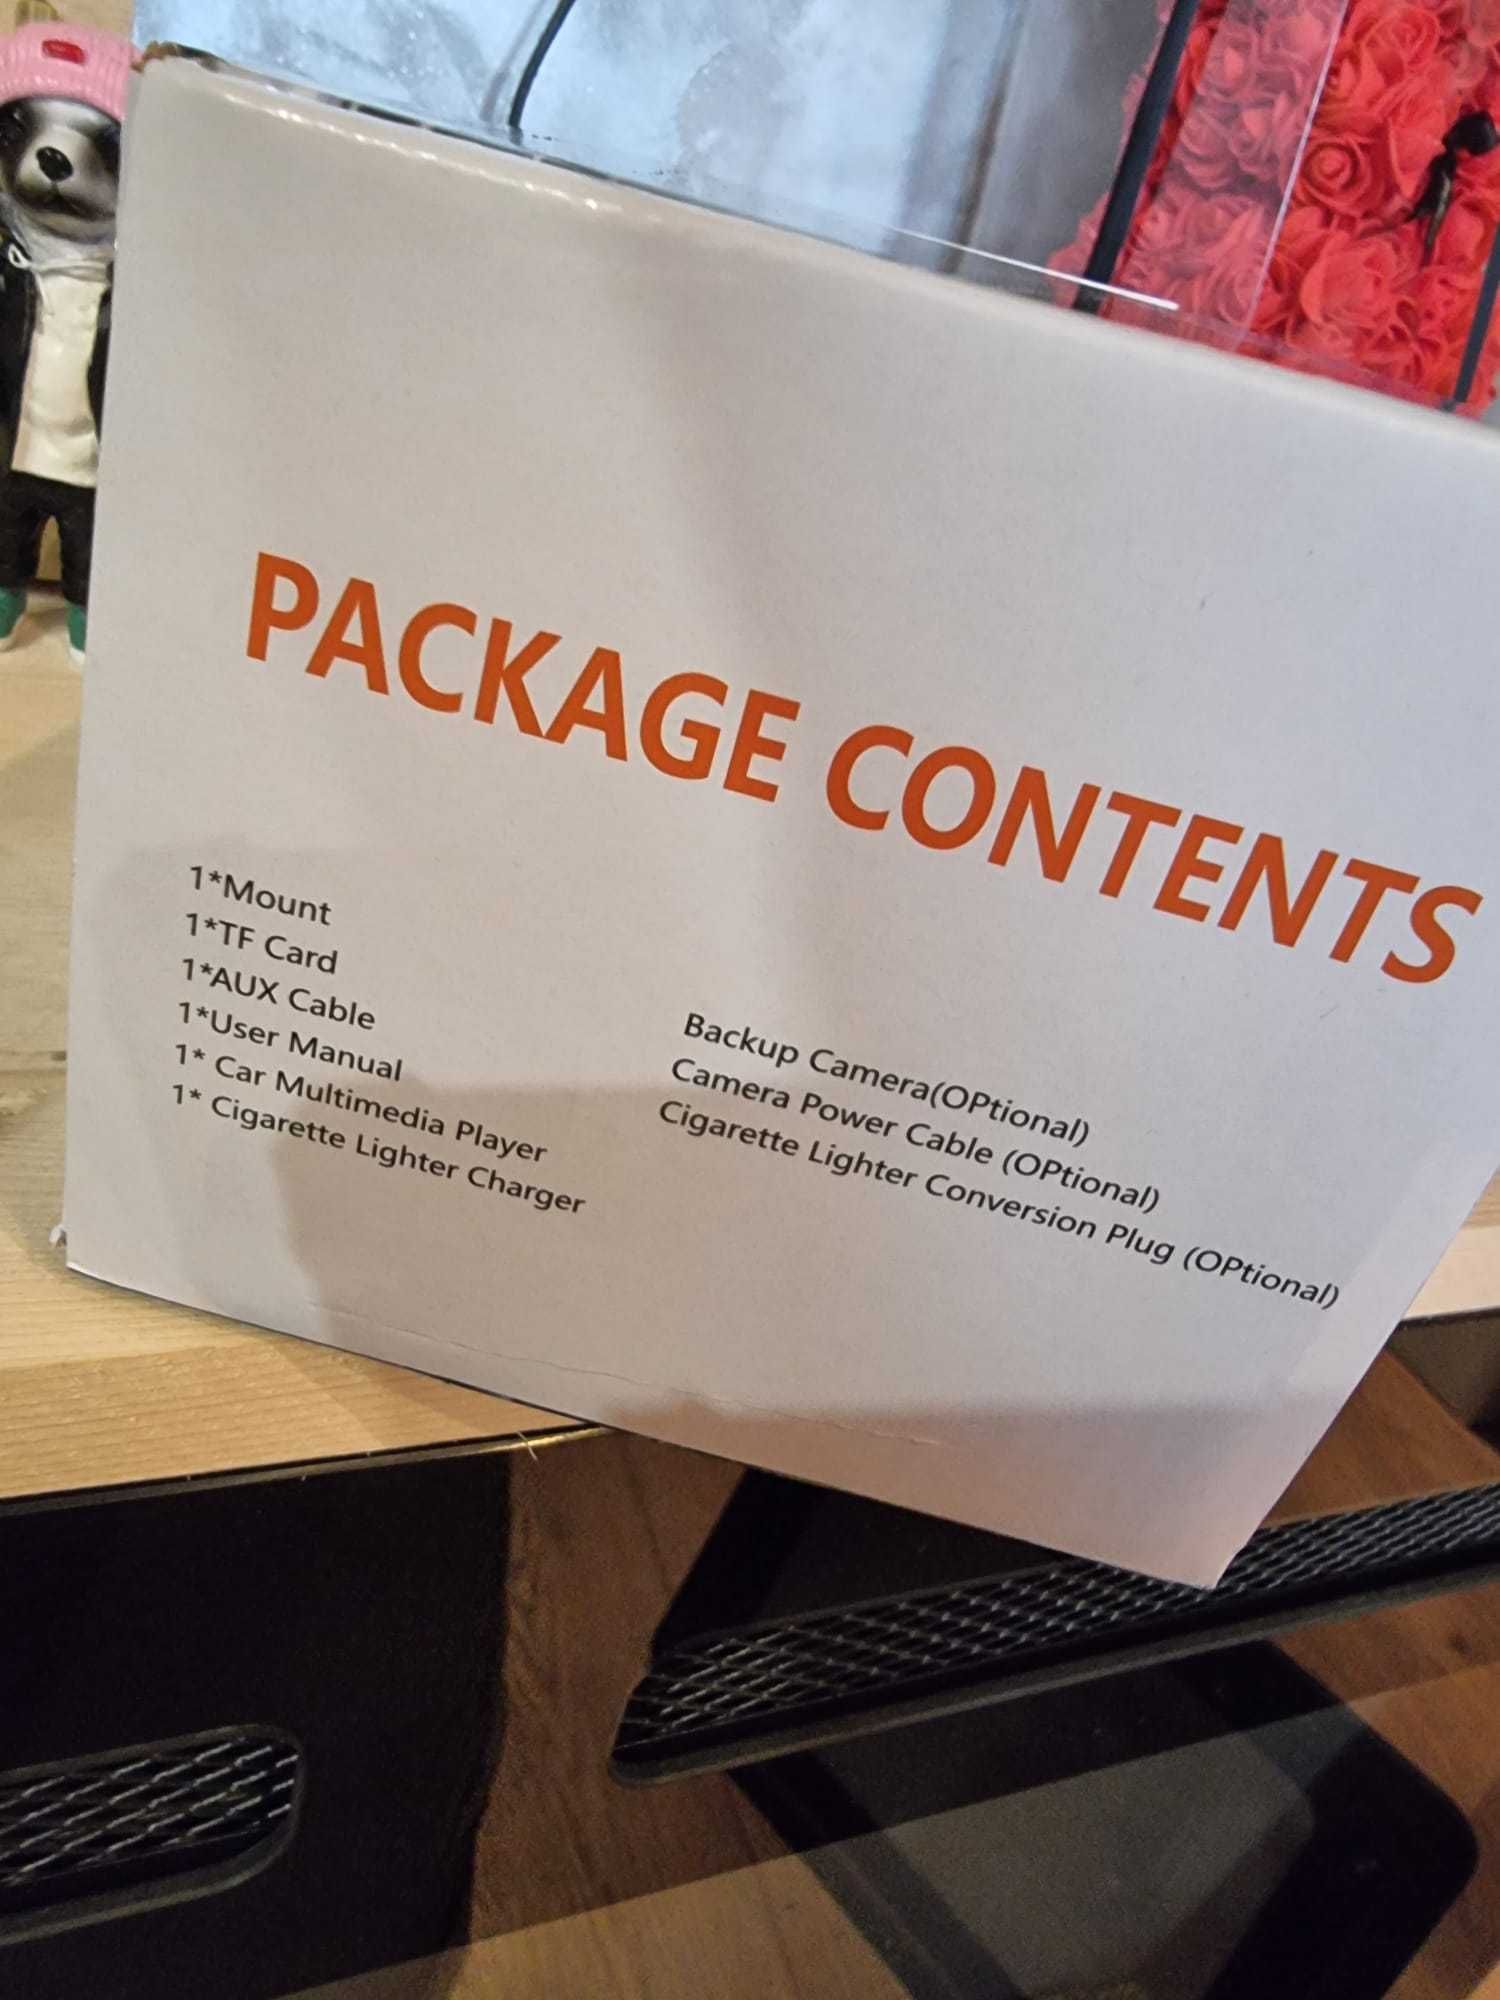 PACKAGE CONTENTS
1*Mount
1*TF Card
1*AUX Cable
1*User Manual
1* Car Multimedia Player
1* Cigarette Lighter Charger
Backup Camera(OPtional)
Camera Power Cable (OPtional)
Cigarette Lighter Conversion Plug (OPtional)